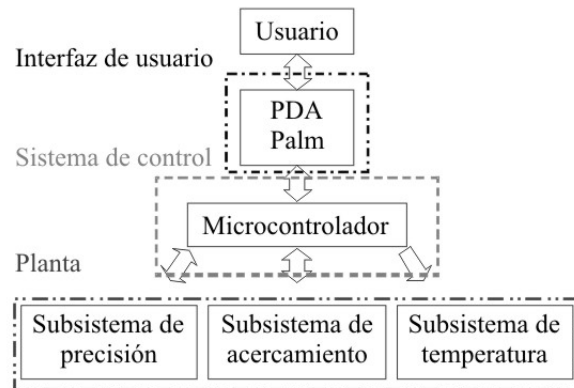 Usuario
Interfaz de usuario
PDA
Palm
Sistema de control
Microcontrolador
Planta
Subsistema de
precisión
Subsistema de
acercamiento
Subsistema de
temperatura